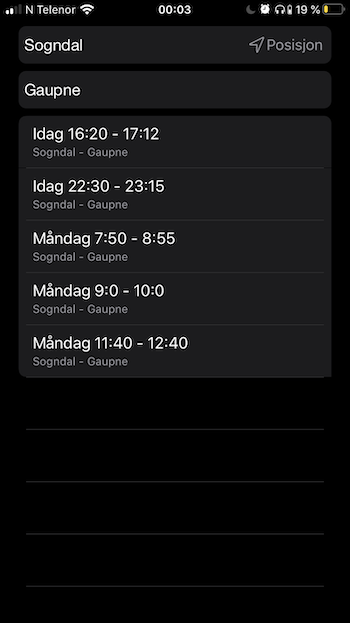 N Telenor 00:03 19 %
Sogndal Posisjon
Gaupne
Idag 16:20 - 17:12
Sogndal - Gaupne
Idag 22:30 - 23:15
Sogndal - Gaupne
Måndag 7:50 - 8:55
Sogndal - Gaupne
Måndag 9:0 - 10:0
Sogndal - Gaupne
Måndag 11:40 - 12:40
Sogndal - Gaupne